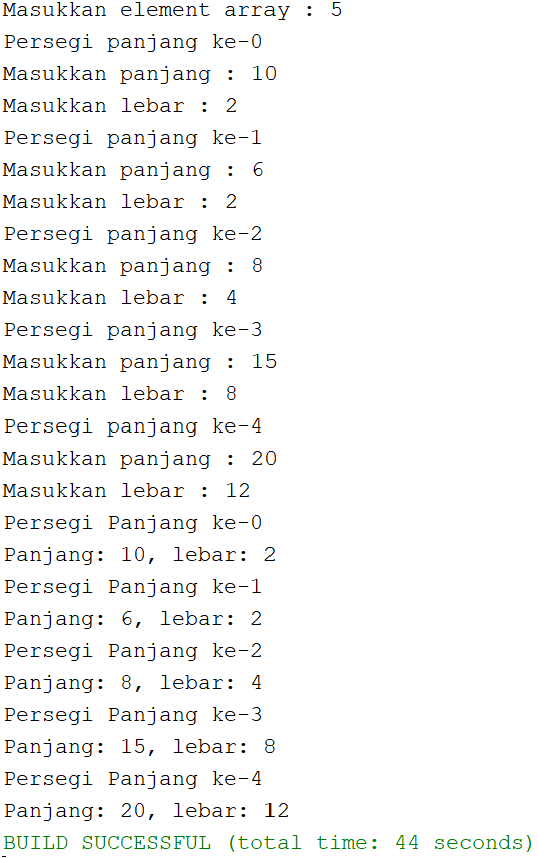 Masukkan element array : 5
Persegi panjang ke-0
Masukkan panjang : 10
Masukkan lebar : 2
Persegi panjang ke-1
Masukkan panjang : 6
Masukkan lebar : 2
Persegi panjang ke-2
Masukkan panjang : 8
Masukkan lebar : 4
Persegi panjang ke-3
Masukkan panjang : 15
Masukkan lebar : 8
Persegi panjang ke-4
Masukkan panjang : 20
Masukkan lebar : 12
Persegi Panjang ke-0
Panjang: 10, lebar: 2
Persegi Panjang ke-1
Panjang: 6, lebar: 2
Persegi Panjang ke-2
Panjang: 8, lebar: 4
Persegi Panjang ke-3
Panjang: 15, lebar: 8
Persegi Panjang ke-4
Panjang: 20, lebar: 12
BUILD SUCCESSFUL (total time: 44 seconds)